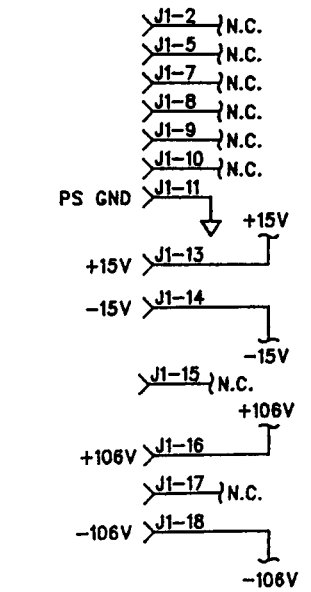 J1-2 N.C.
J1-5 N.C.
J1-7 N.C.
J1-8 N.C.
J1-9 N.C.
J1-10 N.C.
PS GND J1-11
+15V
+15V J1-13
-15V J1-14
-15V
J1-15 N.C.
+106V
+106V J1-16
J1-17 N.C.
-106V J1-18
-106V